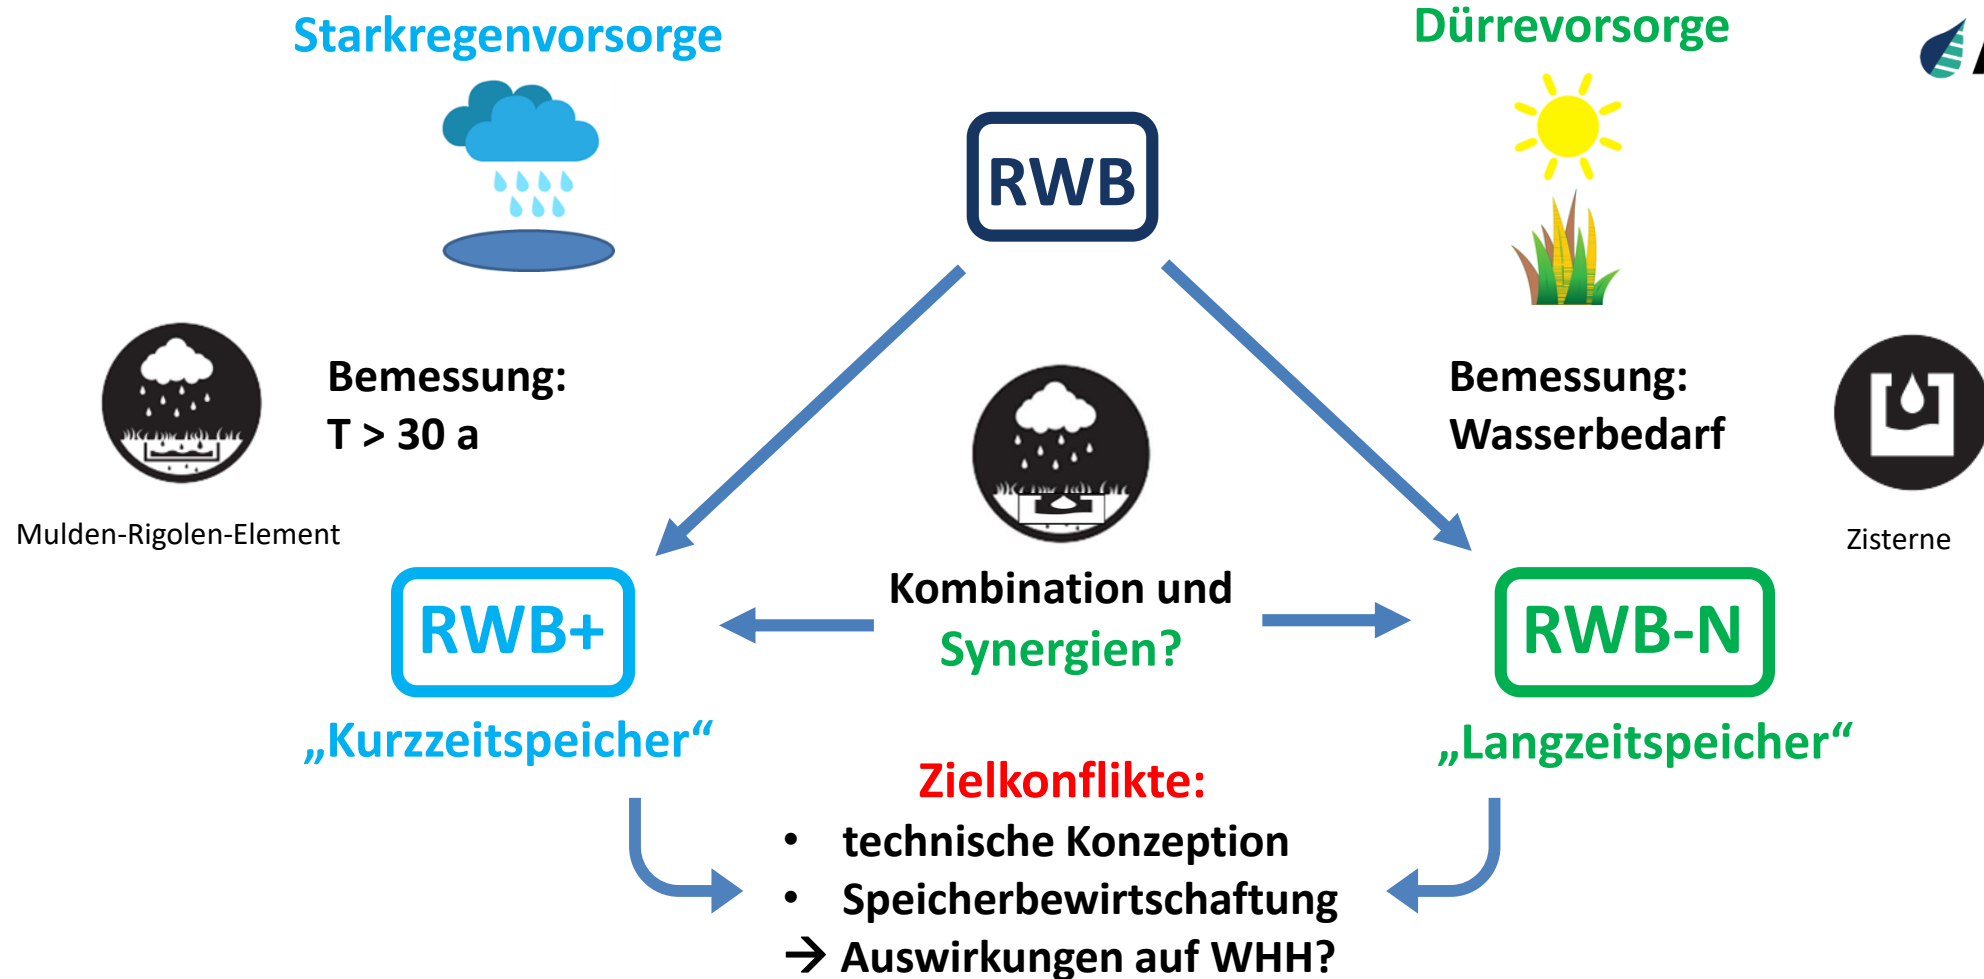 Starkregenvorsorge
Dürrevorsorge
RWB
Bemessung:
T > 30 a
Bemessung:
Wasserbedarf
Mulden-Rigolen-Element
Zisterne
RWB+
Kombination und
Synergien?
RWB-N
„Kurzzeitspeicher“
„Langzeitspeicher“
Zielkonflikte:
• technische Konzeption
• Speicherbewirtschaftung
→ Auswirkungen auf WHH?